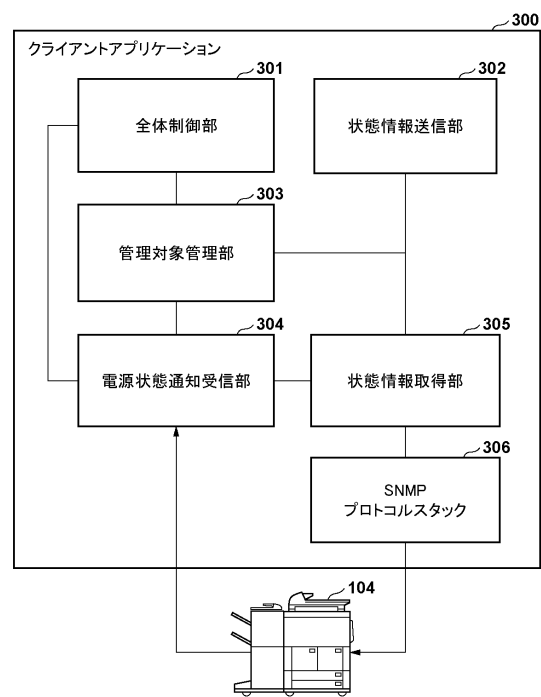 300
クライアントアプリケーション
301
全体制御部
302
状態情報送信部
303
管理対象管理部
304
電源状態通知受信部
305
状態情報取得部
306
SNMP
プロトコルスタック
104